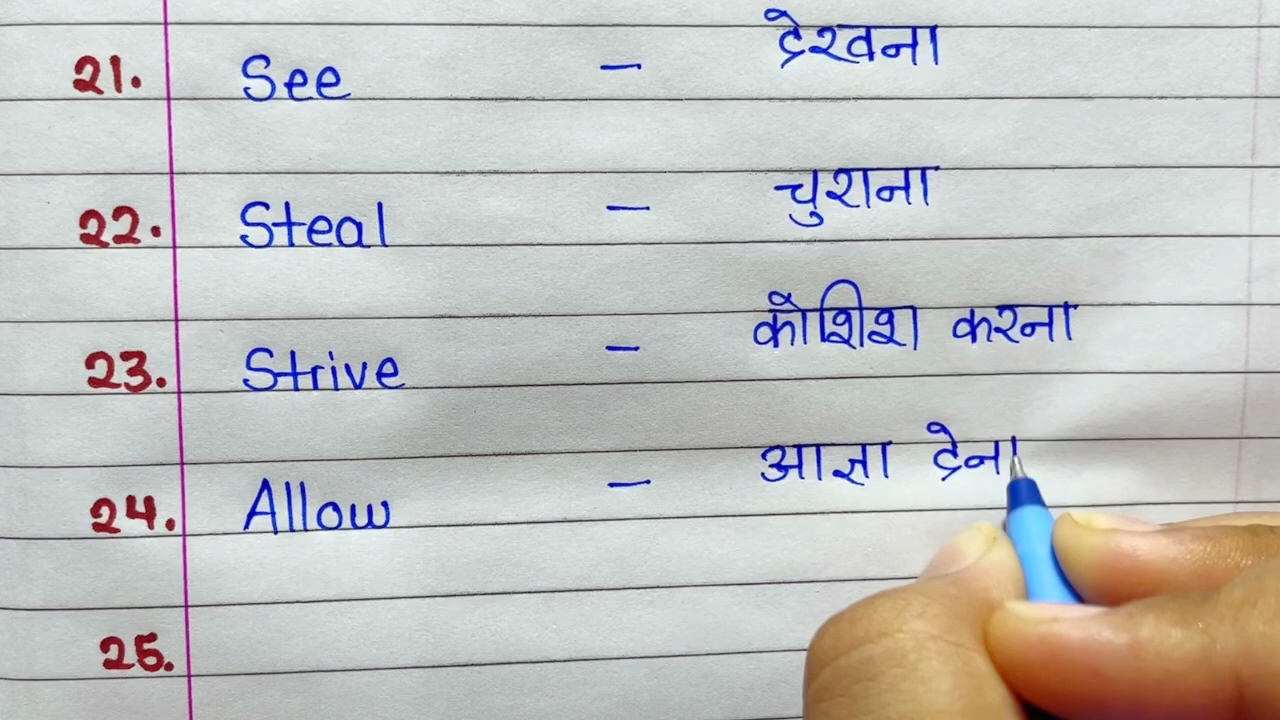 21. See - देखना
22. Steal - चुराना
23. Strive - कोशिश करना
24. Allow - आज्ञा देना
25.